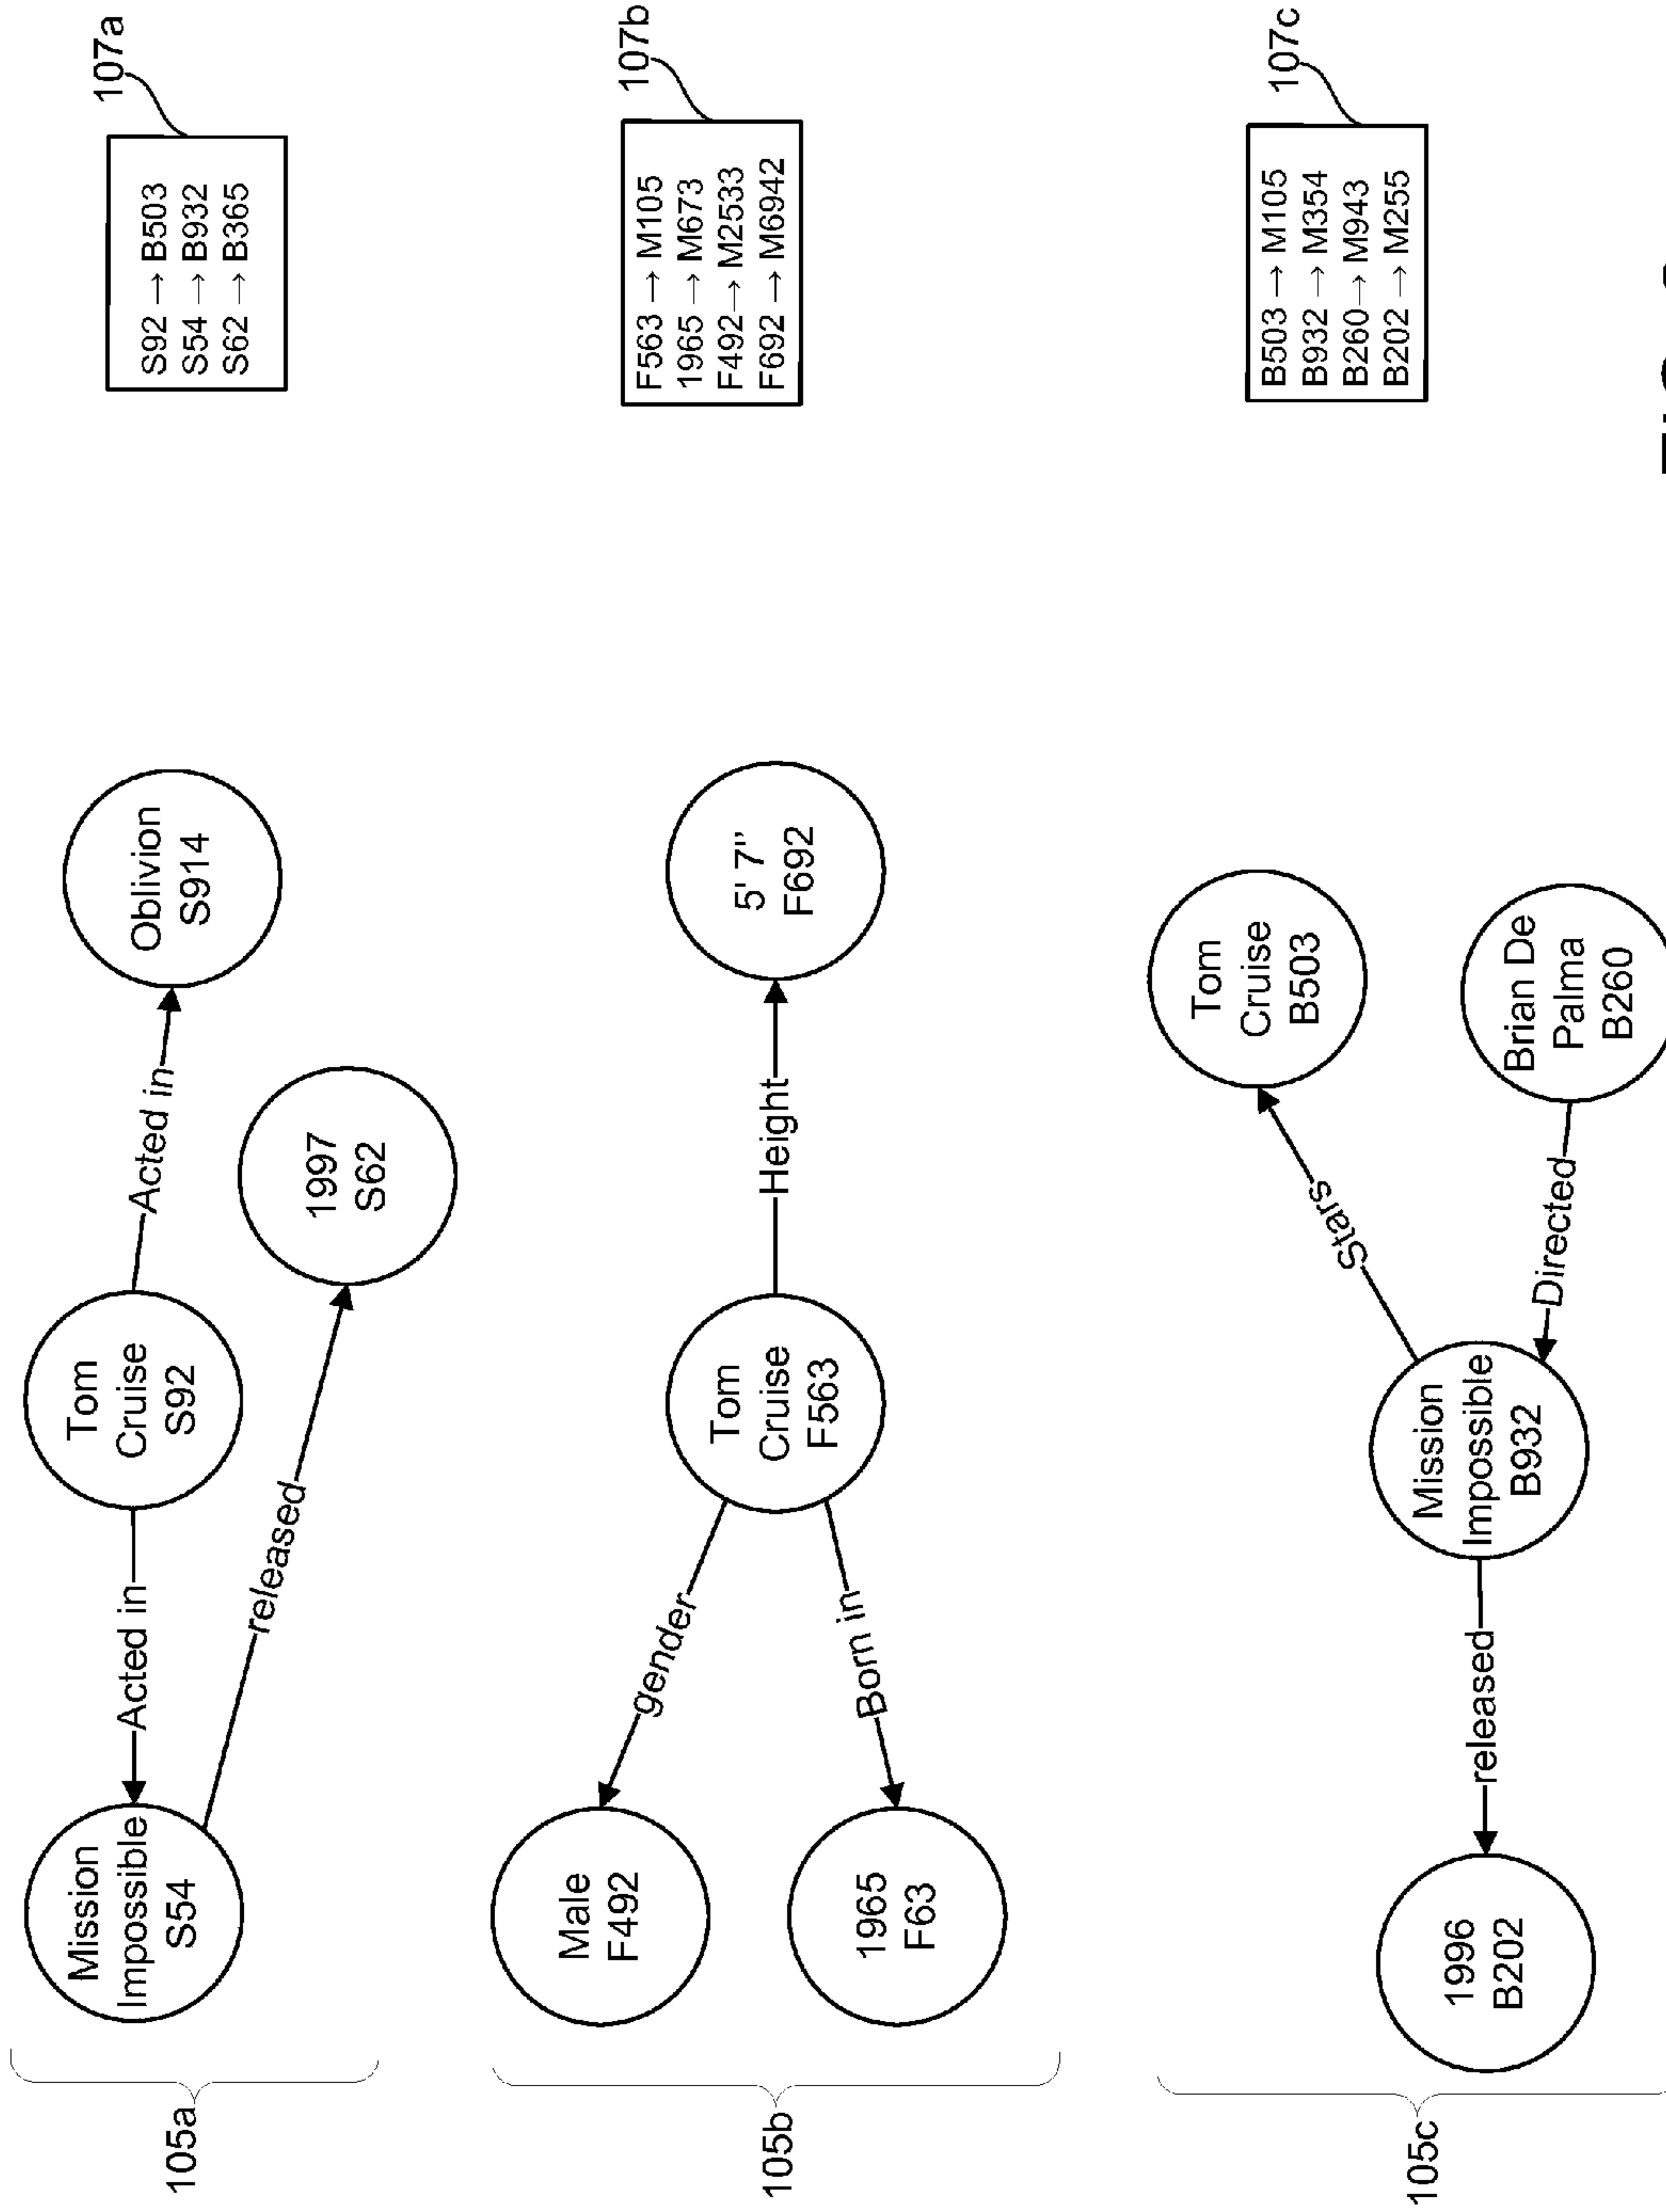 105a
Mission
Impossible
S54
Acted in
Tom
Cruise
S92
Acted in
Oblivion
S914
released
1997
S62
S92 → B503
S54 → B932
S62 → B365
107a
105b
Male
F492
gender
1965
F63
Born in
Tom
Cruise
F563
Height
5' 7"
F692
F563 → M105
1965 → M673
F492 → M2533
F692 → M6942
107b
105c
1996
B202
released
Mission
Impossible
B932
Stars
Tom
Cruise
B503
Directed
Brian De
Palma
B260
B503 → M105
B932 → M354
B260 → M943
B202 → M255
107c